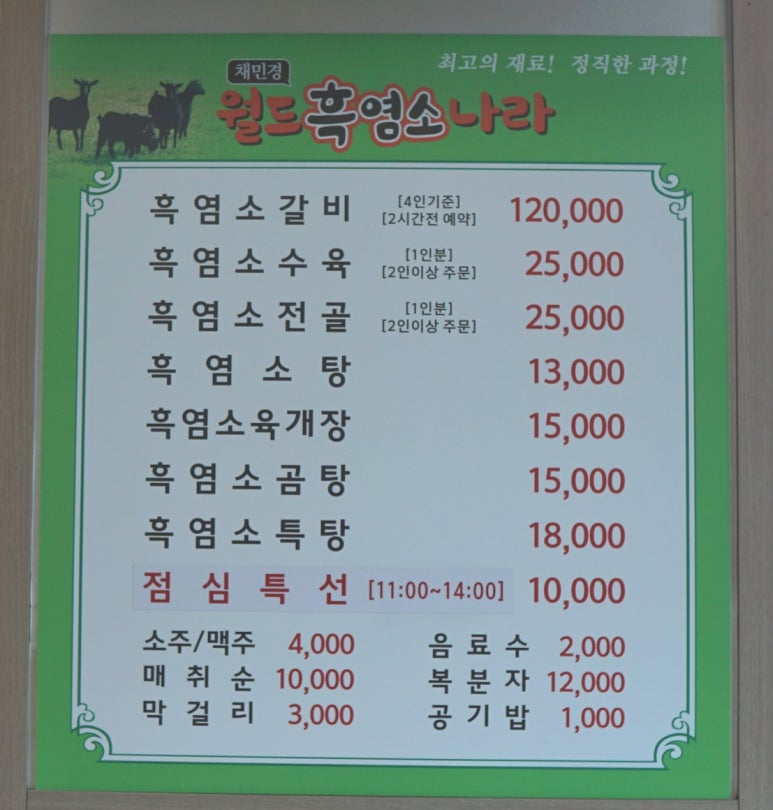 최고의 재료! 정직한 과정!
채민경
월드흑염소나라
흑염소갈비 [4인기준] [2시간전 예약] 120,000
흑염소수육 [1인분] [2인이상 주문] 25,000
흑염소전골 [1인분] [2인이상 주문] 25,000
흑염소탕 13,000
흑염소육개장 15,000
흑염소곰탕 15,000
흑염소특탕 18,000
점심특선 [11:00~14:00] 10,000
소주/맥주 4,000 음료수 2,000
매취순 10,000 복분자 12,000
막걸리 3,000 공기밥 1,000